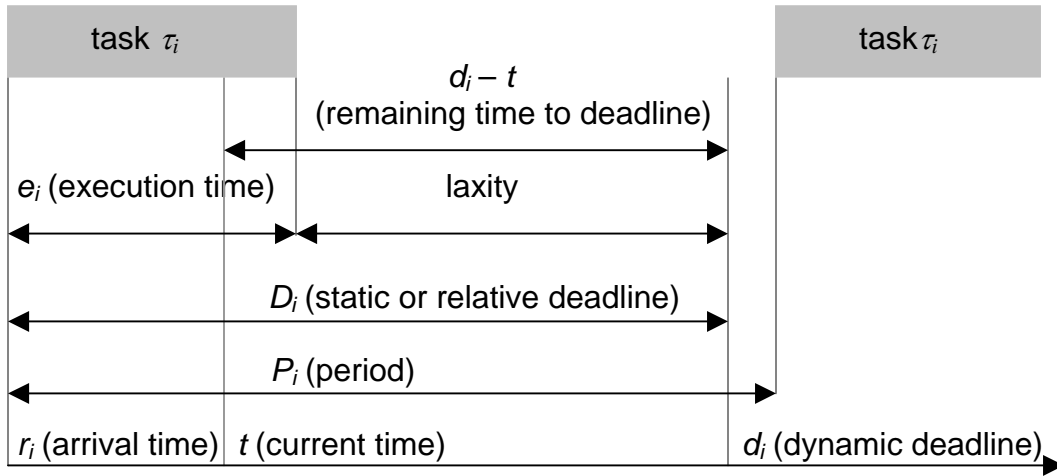 task τi
task τi
di – t
(remaining time to deadline)
ei (execution time)
laxity
Di (static or relative deadline)
Pi (period)
ri (arrival time)
t (current time)
di (dynamic deadline)